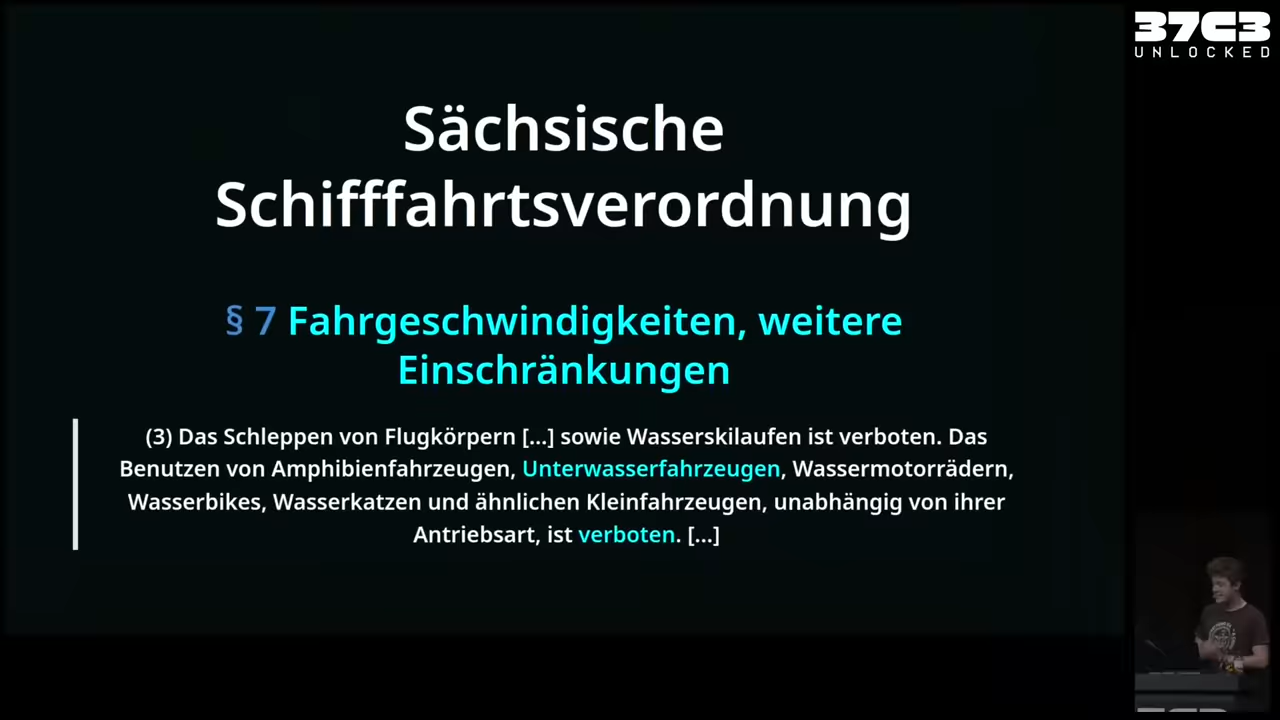 37C3
UNLOCKED
Sächsische
Schifffahrtsverordnung
§ 7 Fahrgeschwindigkeiten, weitere
Einschränkungen
(3) Das Schleppen von Flugkörpern [...] sowie Wasserskilaufen ist verboten. Das
Benutzen von Amphibienfahrzeugen, Unterwasserfahrzeugen, Wassermotorrädern,
Wasserbikes, Wasserkatzen und ähnlichen Kleinfahrzeugen, unabhängig von ihrer
Antriebsart, ist verboten. [...]